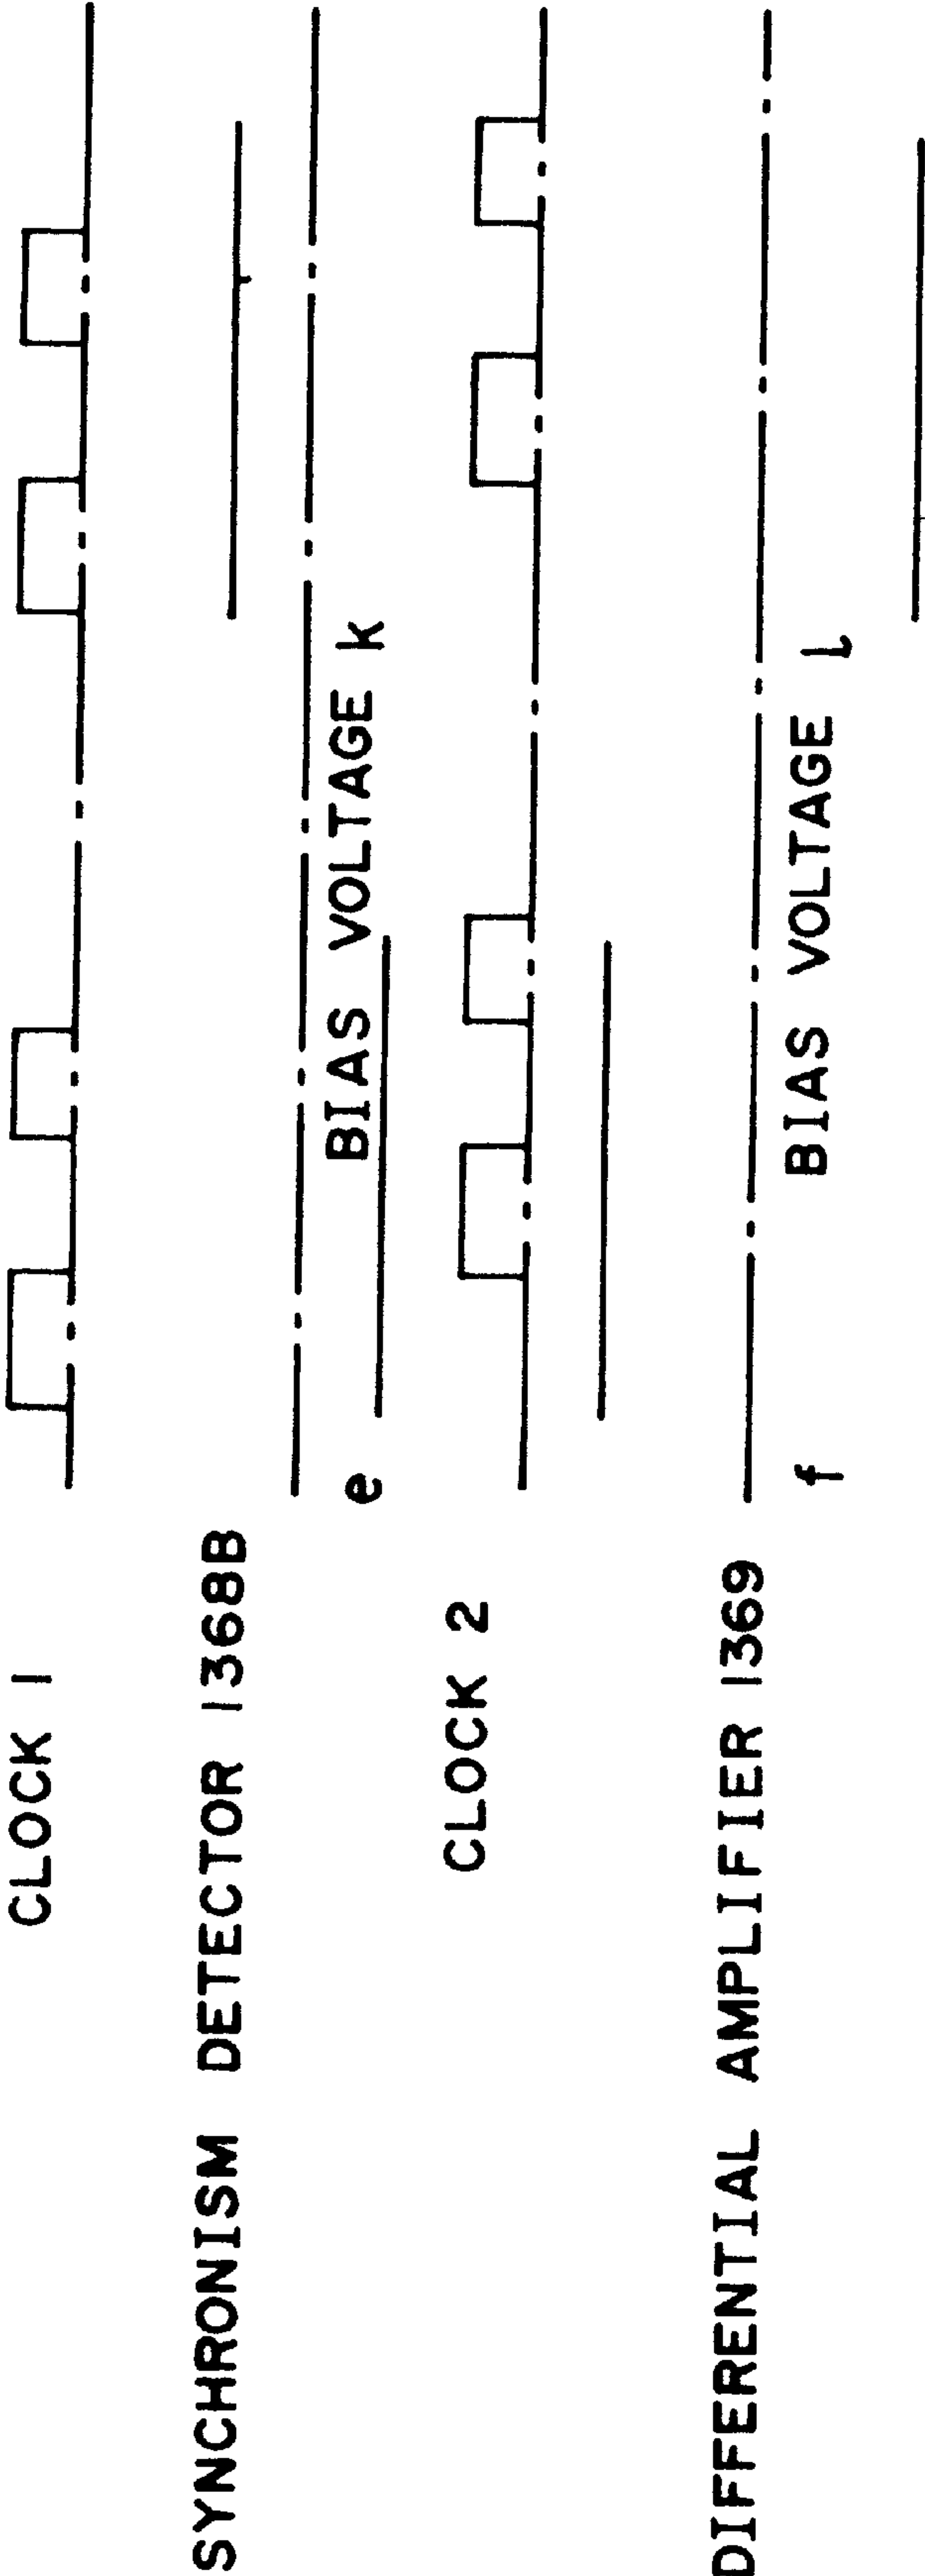 CLOCK 1
SYNCHRONISM DETECTOR 1368B
e
BIAS VOLTAGE k
CLOCK 2
DIFFERENTIAL AMPLIFIER 1369
f
BIAS VOLTAGE l